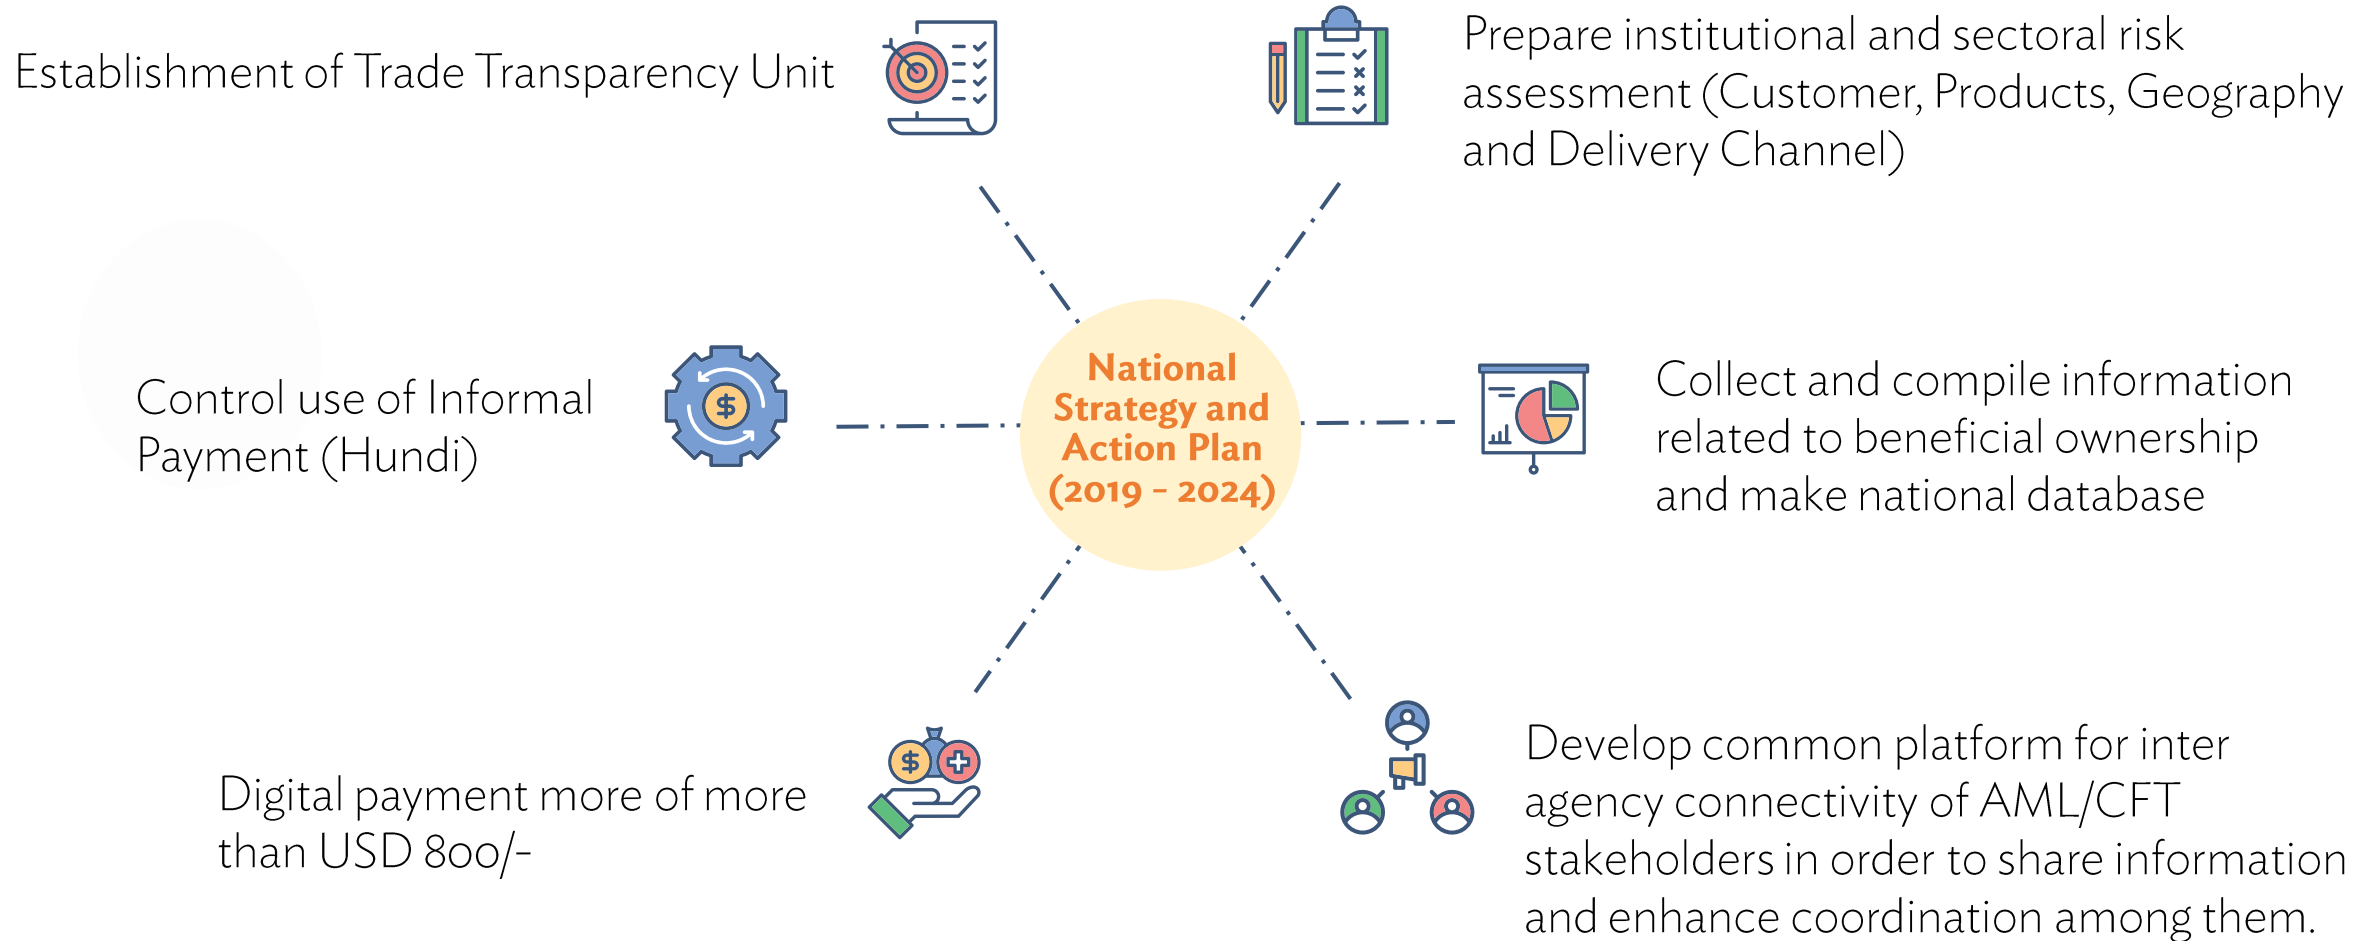 Establishment of Trade Transparency Unit
Prepare institutional and sectoral risk
assessment (Customer, Products, Geography
and Delivery Channel)
Control use of Informal
Payment (Hundi)
National
Strategy and
Action Plan
(2019 – 2024)
Collect and compile information
related to beneficial ownership
and make national database
Digital payment more of more
than USD 800/-
Develop common platform for inter
agency connectivity of AML/CFT
stakeholders in order to share information
and enhance coordination among them.